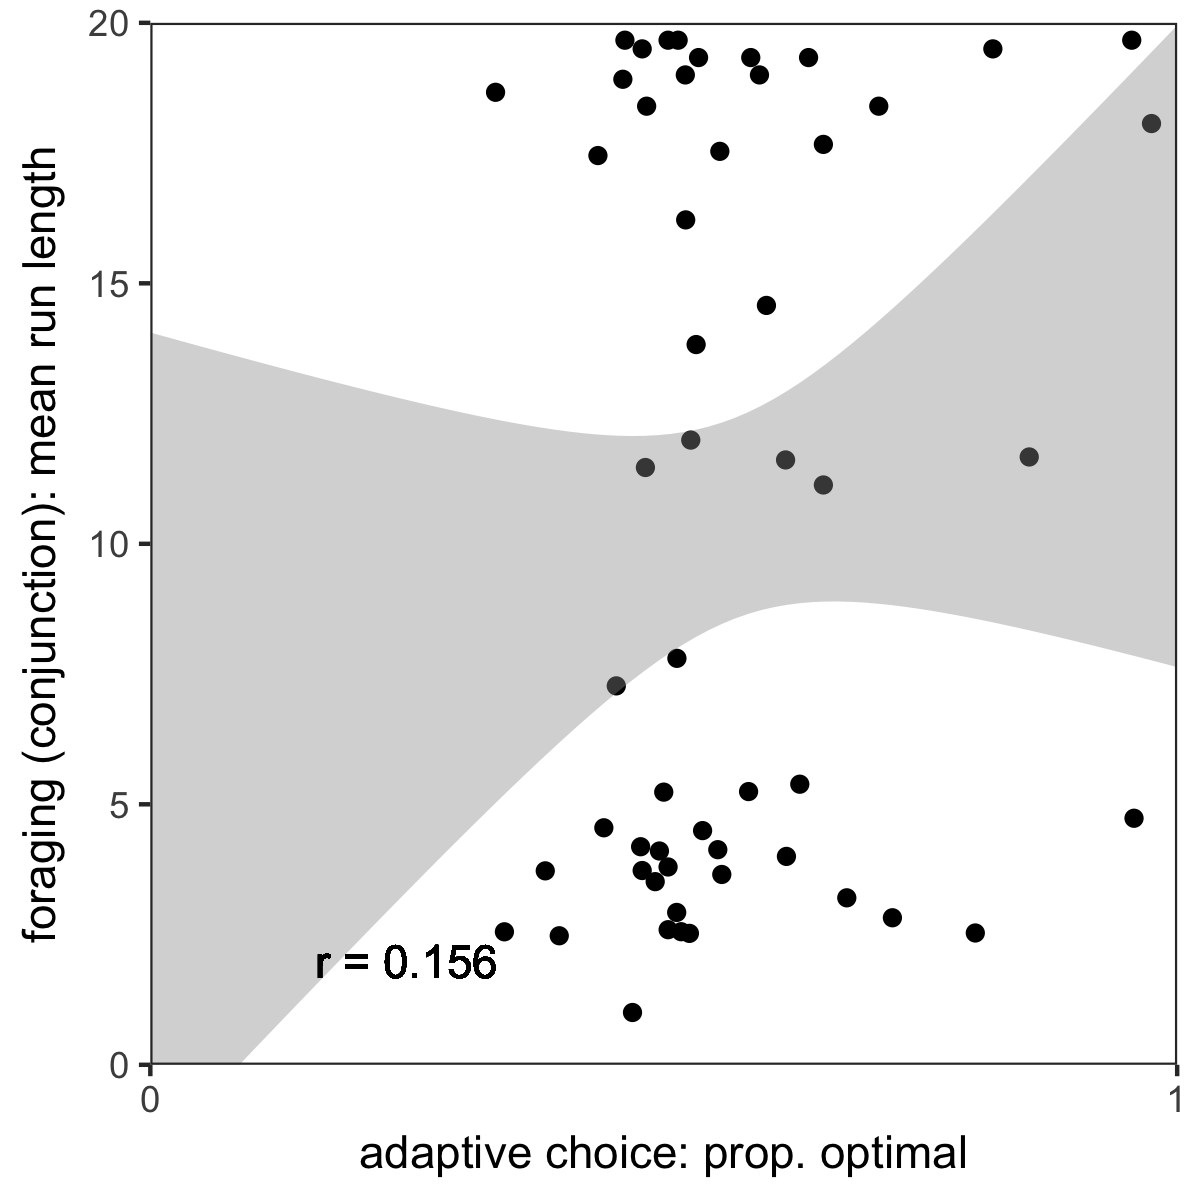 foraging (conjunction): mean run length
20
15
10
5
0
r = 0.156
0
1
adaptive choice: prop. optimal